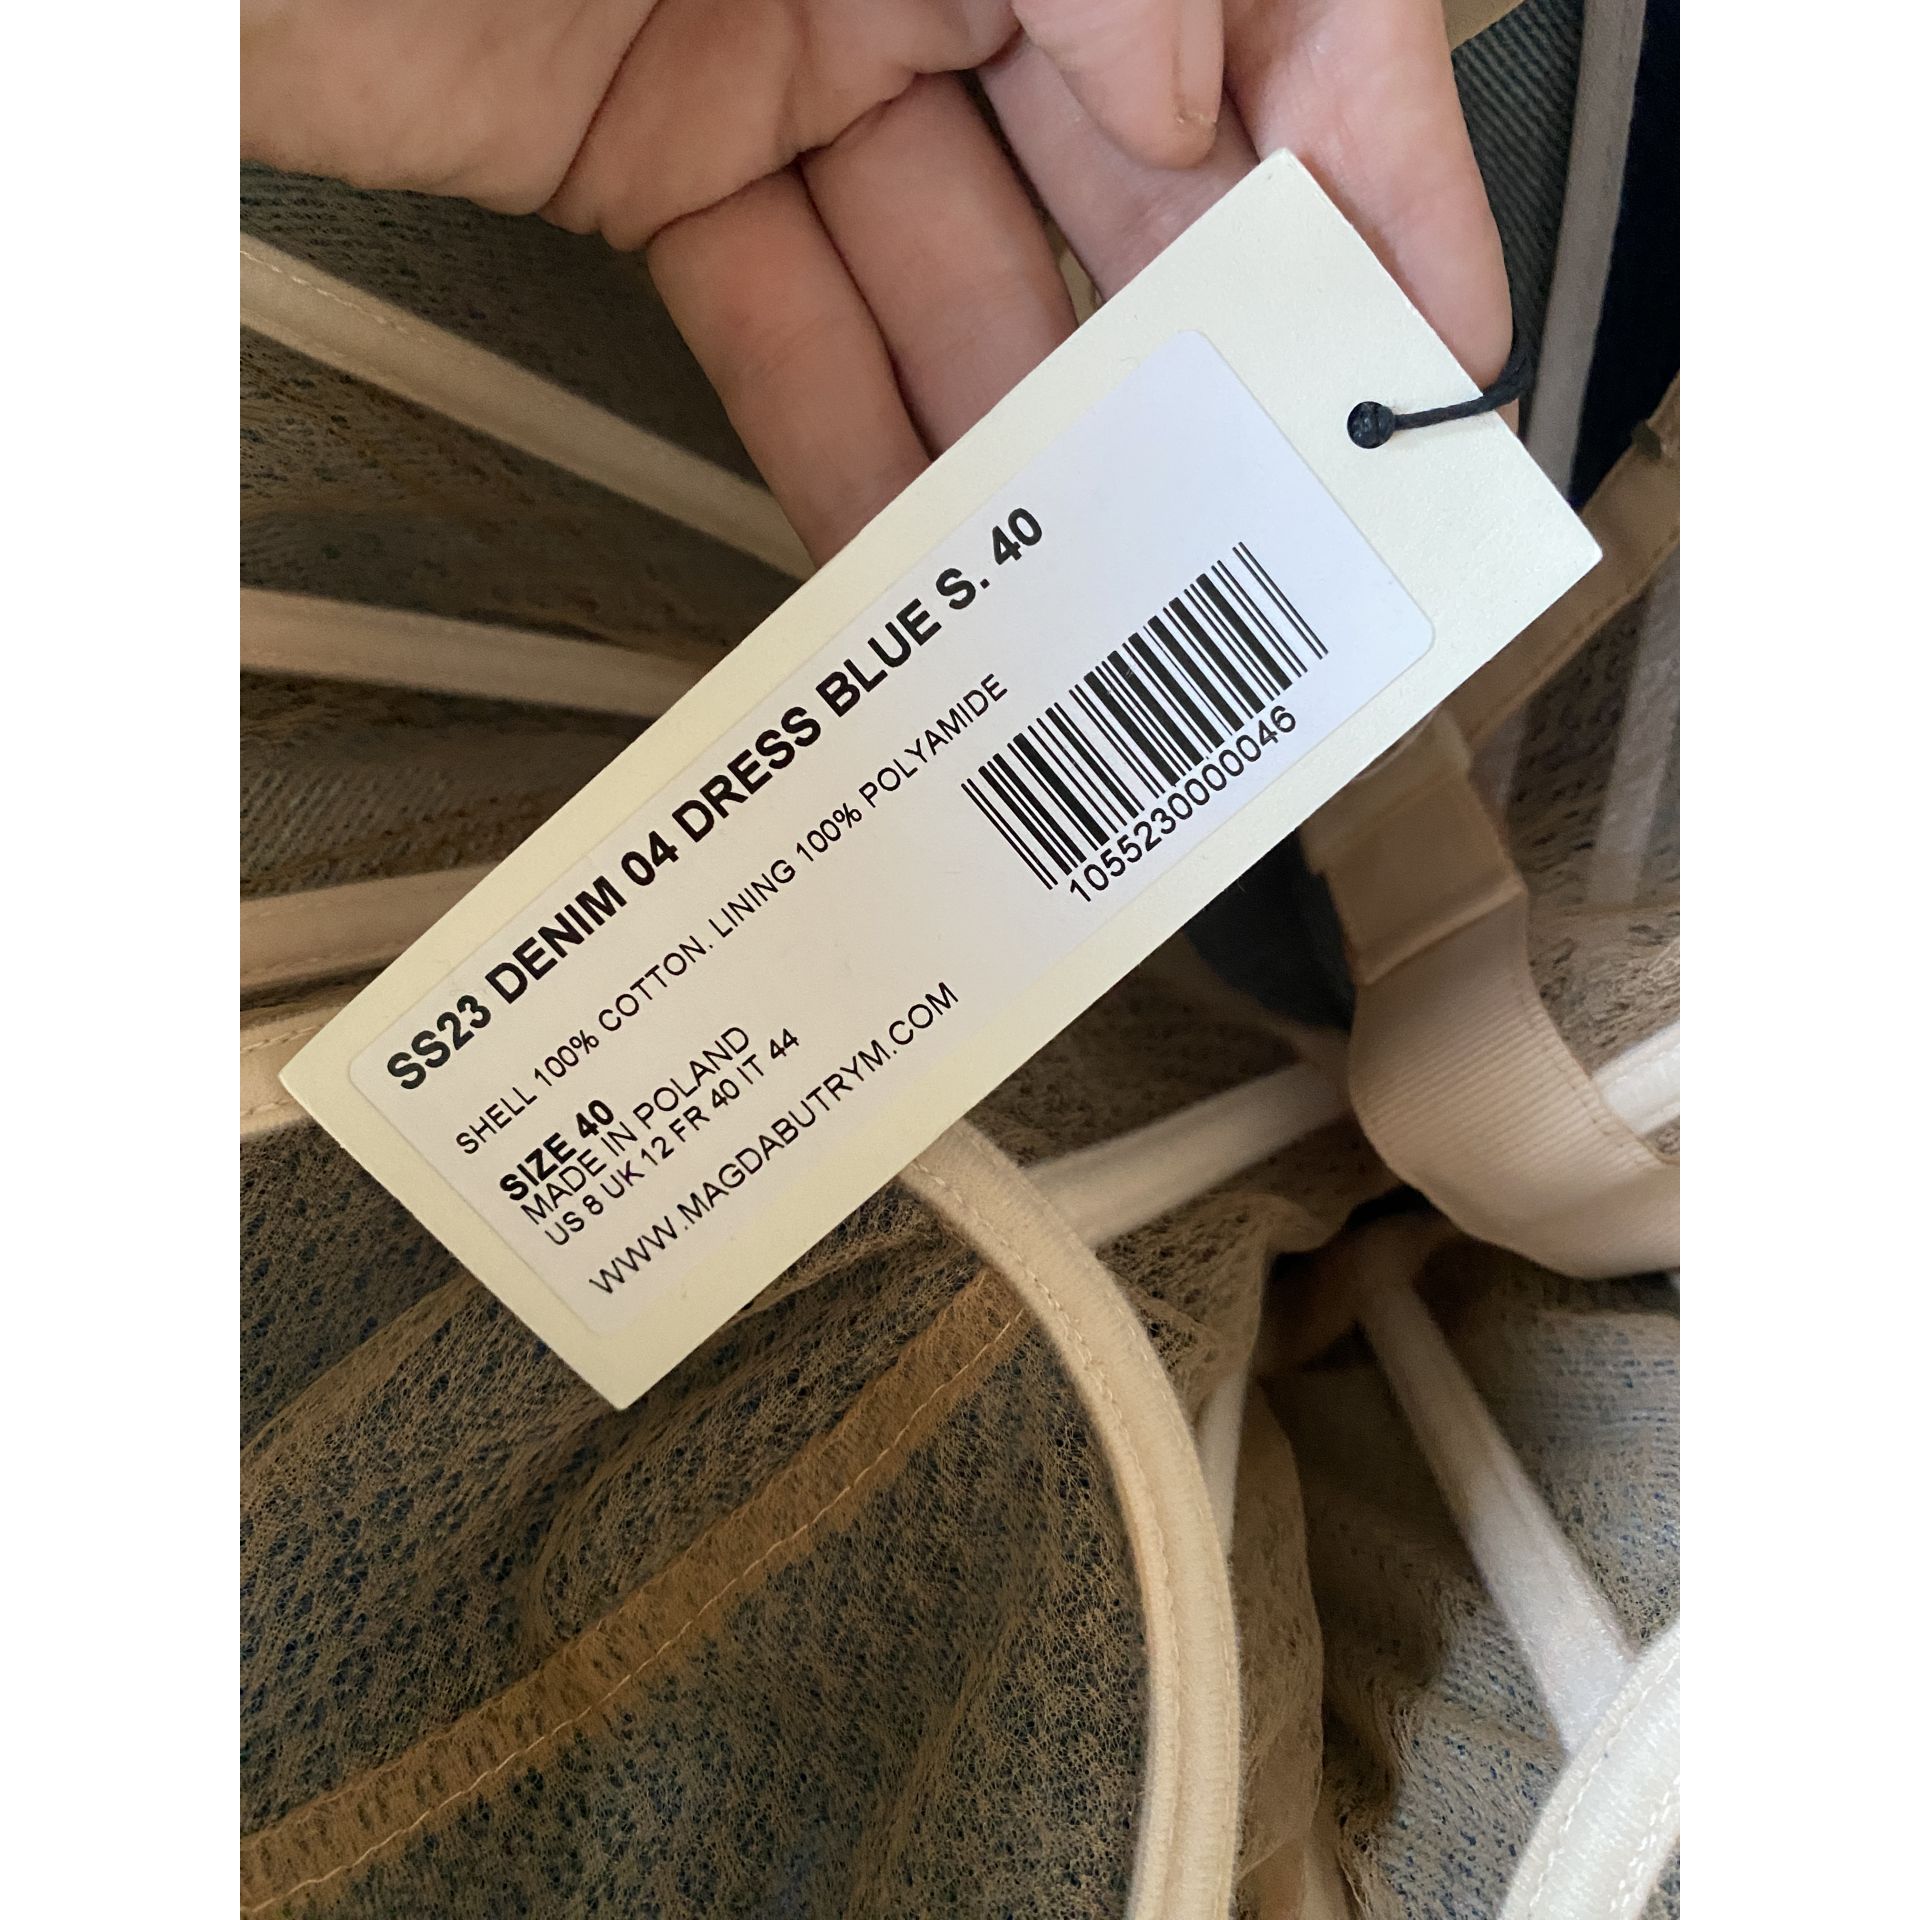 SS23 DENIM 04 DRESS BLUE S. 40
SHELL 100% COTTON. LINING 100% POLYAMIDE
SIZE 40
MADE IN POLAND
US 8 UK 12 FR 40 IT 44
WWW.MAGDABUTRYM.COM
1055230000046